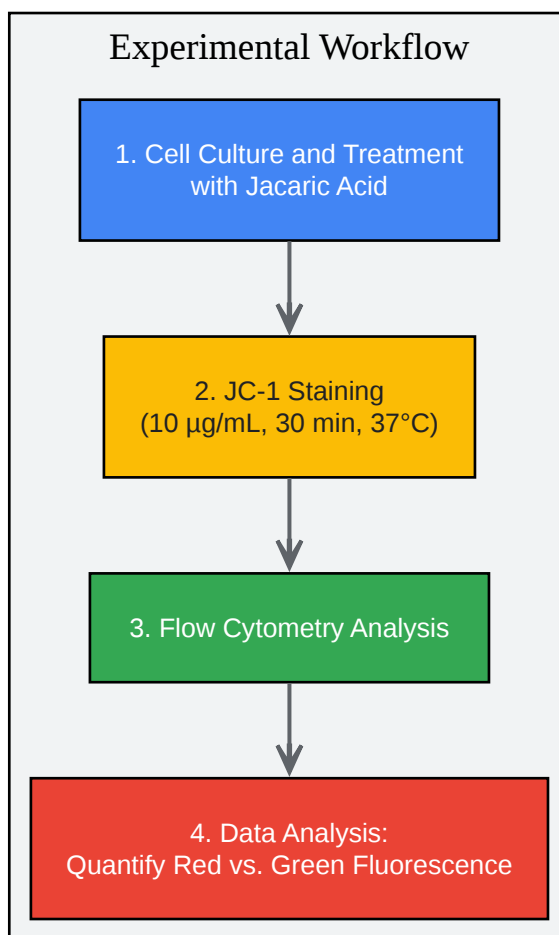 Experimental Workflow
1. Cell Culture and Treatment
with Jacaric Acid
2. JC-1 Staining
(10 µg/mL, 30 min, 37°C)
3. Flow Cytometry Analysis
4. Data Analysis:
Quantify Red vs. Green Fluorescence